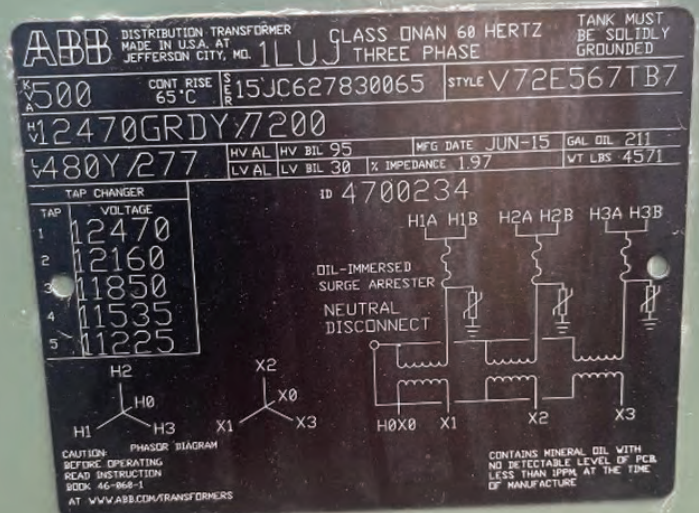 ABB DISTRIBUTION TRANSFORMER
MADE IN U.S.A. AT
JEFFERSON CITY, MO. 1LUJ
CLASS ONAN 60 HERTZ
THREE PHASE
TANK MUST
BE SOLIDLY
GROUNDED
KVA 500 CONT RISE 65°C SER 15JC627830065 STYLE V72E567TB7
HV 12470GRDY//7200
LV 480Y/277 HV AL HV BIL 95 MFG DATE JUN-15 GAL OIL 211
LV AL LV BIL 30 % IMPEDANCE 1.97 WT LBS 4571
TAP CHANGER
TAP VOLTAGE
1 12470
2 12160
3 11850
4 11535
5 11225
ID 4700234
H1A H1B H2A H2B H3A H3B
OIL-IMMERSED
SURGE ARRESTER
NEUTRAL
DISCONNECT
H0X0 X1 X2 X3
H2
H0
H1 H3
X2
X0
X1 X3
PHASOR DIAGRAM
CAUTION:
BEFORE OPERATING
READ INSTRUCTION
BOOK 46-060-1
AT WWW.ABB.COM/TRANSFORMERS
CONTAINS MINERAL OIL WITH
NO DETECTABLE LEVEL OF PCB,
LESS THAN 1PPM, AT THE TIME
OF MANUFACTURE